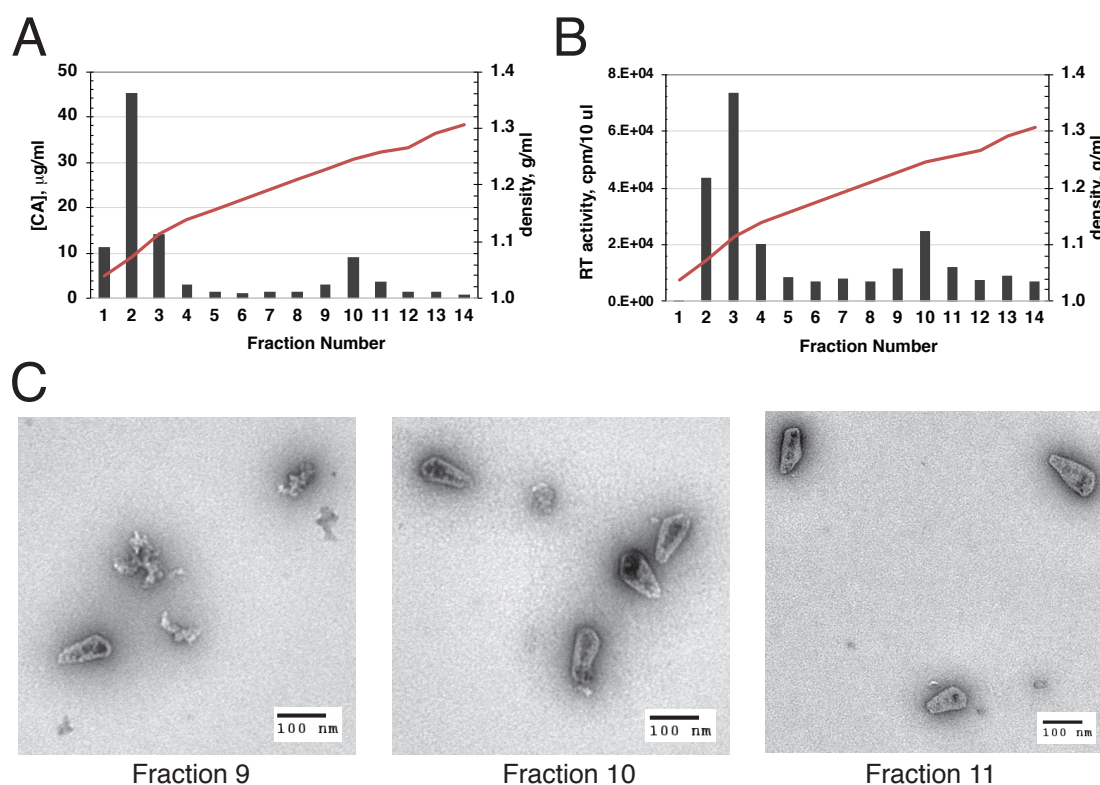 A
B
50
40
30
20
10
0
[CA], µg/ml
1.4
1.3
1.2
1.1
1.0
density, g/ml
1 2 3 4 5 6 7 8 9 10 11 12 13 14
Fraction Number
8.E+04
6.E+04
4.E+04
2.E+04
0.E+00
RT activity, cpm/10 ul
1.4
1.3
1.2
1.1
1.0
density, g/ml
1 2 3 4 5 6 7 8 9 10 11 12 13 14
Fraction Number
C
100 nm
100 nm
100 nm
Fraction 9
Fraction 10
Fraction 11